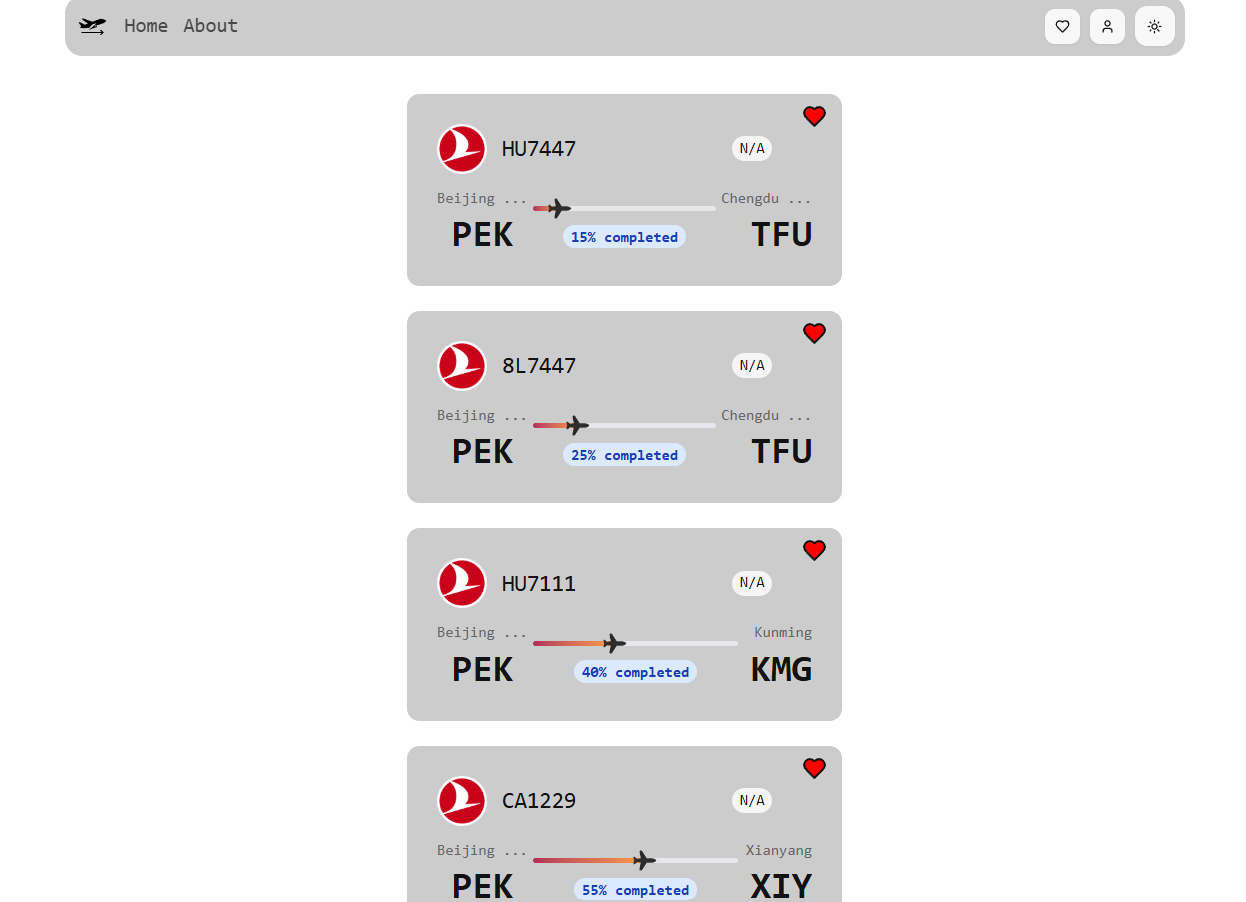 Home About
HU7447 N/A
Beijing ... Chengdu ...
PEK 15% completed TFU
8L7447 N/A
Beijing ... Chengdu ...
PEK 25% completed TFU
HU7111 N/A
Beijing ... Kunming
PEK 40% completed KMG
CA1229 N/A
Beijing ... Xianyang
PEK 55% completed XIY